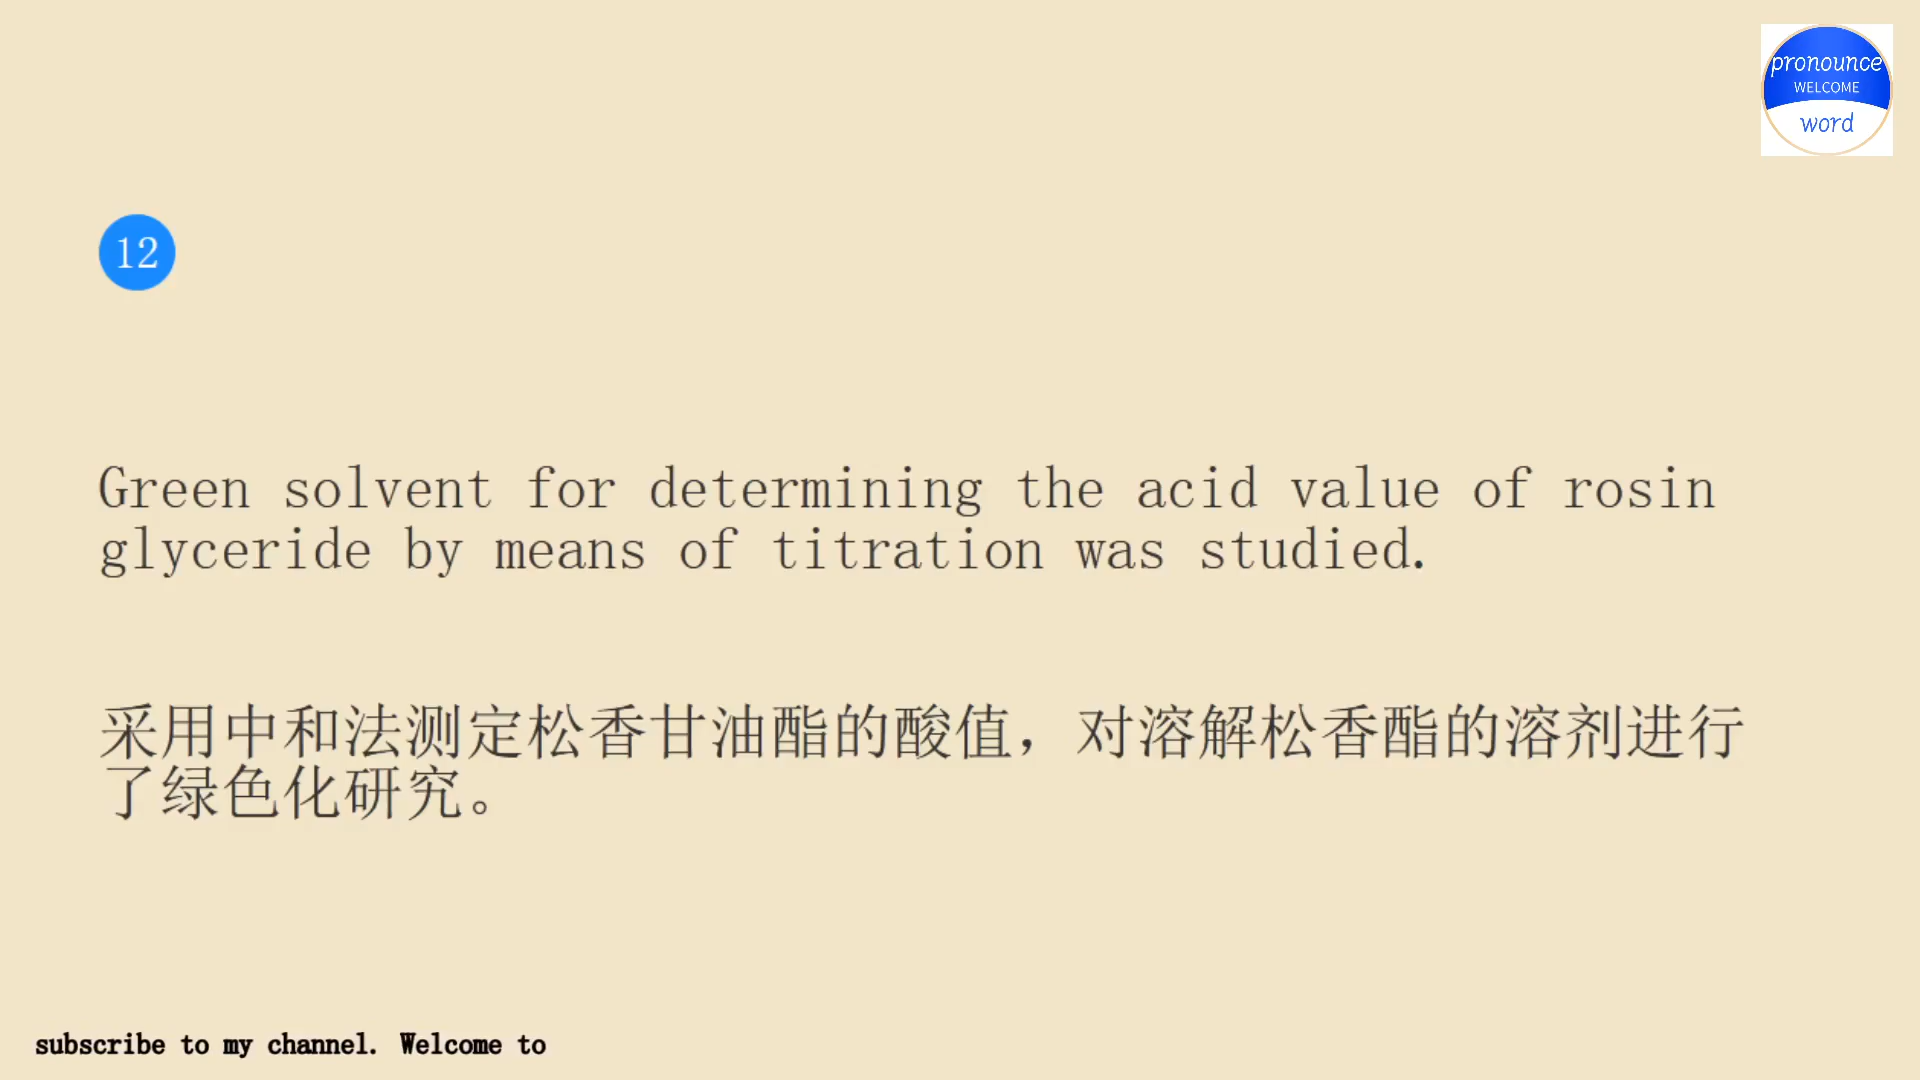 pronounce
WELCOME
word
12
Green solvent for determining the acid value of rosin
glyceride by means of titration was studied.
采用中和法测定松香甘油酯的酸值，对溶解松香酯的溶剂进行
了绿色化研究。
subscribe to my channel. Welcome to